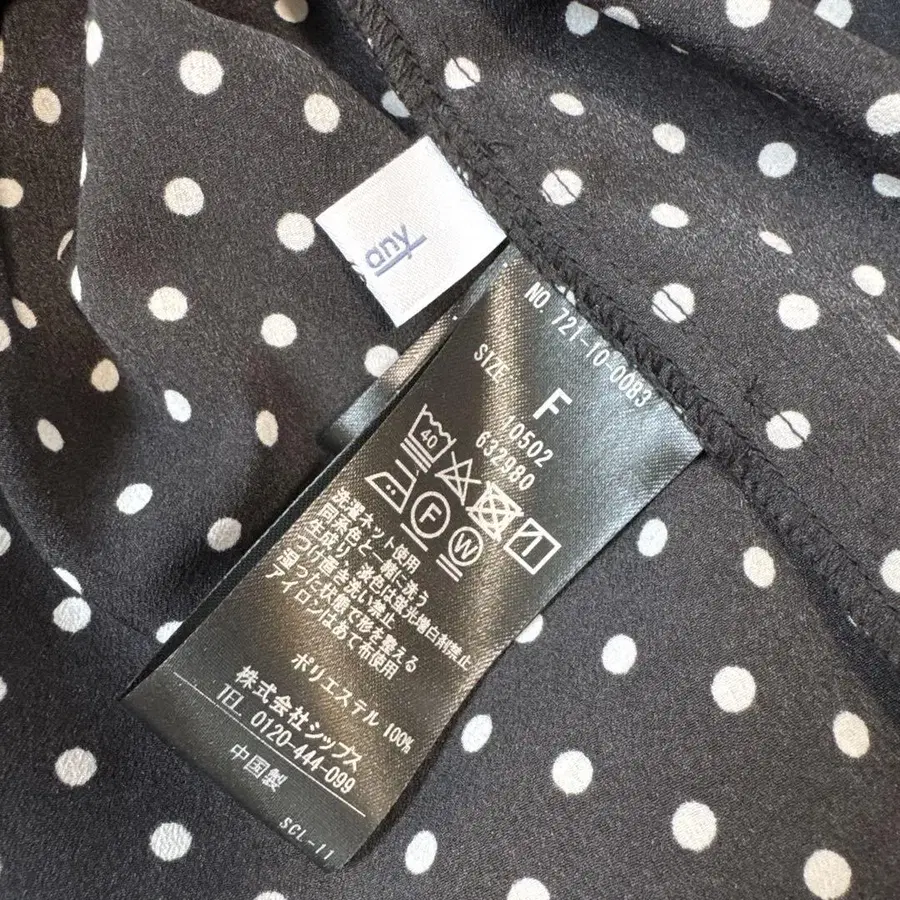 any
NO. 721-10-0083
SIZE
F
10502
632980
40
F W
洗濯ネット使用
同系色と一緒に洗う
生成り、淡色は蛍光増白剤禁止
つけ置き洗い禁止
湿った状態で形を整える
アイロンはあて布使用
ポリエステル 100%
株式会社シップス
TEL 0120-444-099
中国製
SCL-11